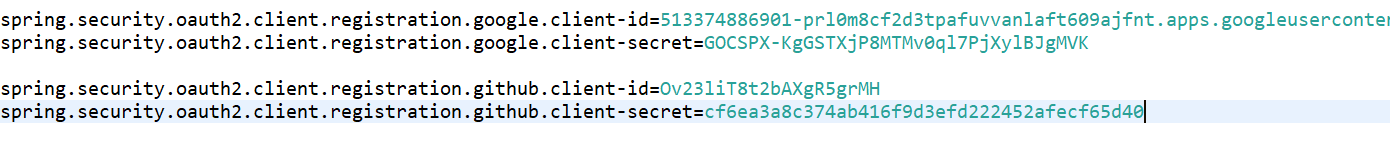 spring.security.oauth2.client.registration.google.client-id=513374886901-prl0m8cf2d3tpafuvvanlaft609ajfnt.apps.googleuserconte
spring.security.oauth2.client.registration.google.client-secret=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
spring.security.oauth2.client.registration.github.client-id=Ov23liT8t2bAXgR5grMH
spring.security.oauth2.client.registration.github.client-secret=cf6ea3a8c374ab416f9d3efd222452afecf65d40